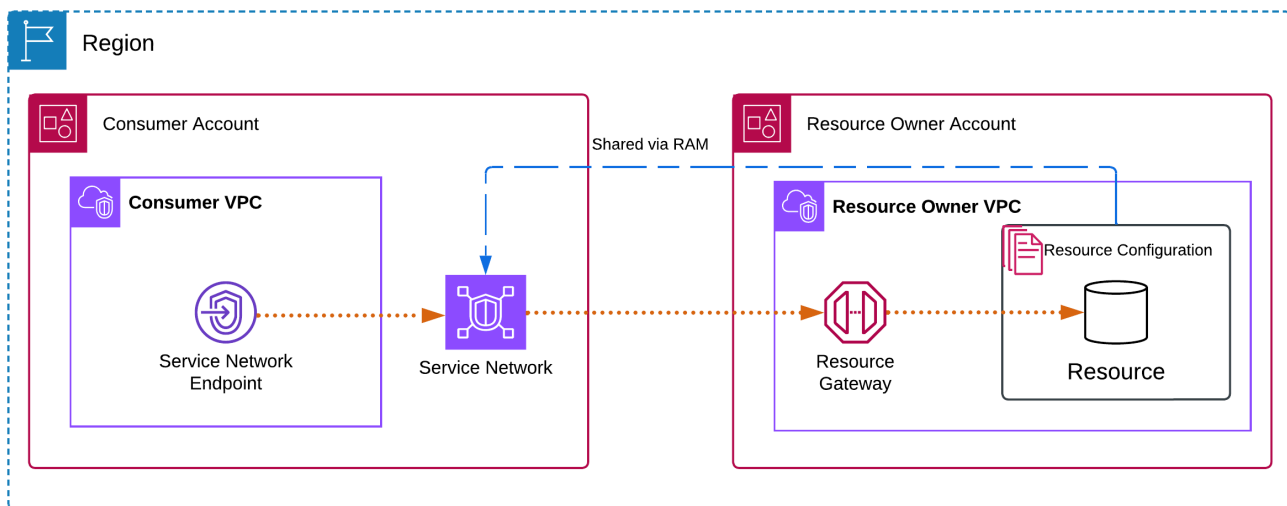 Region
Consumer Account
Resource Owner Account
Shared via RAM
Consumer VPC
Resource Owner VPC
Resource Configuration
Service Network
Endpoint
Service Network
Resource
Gateway
Resource